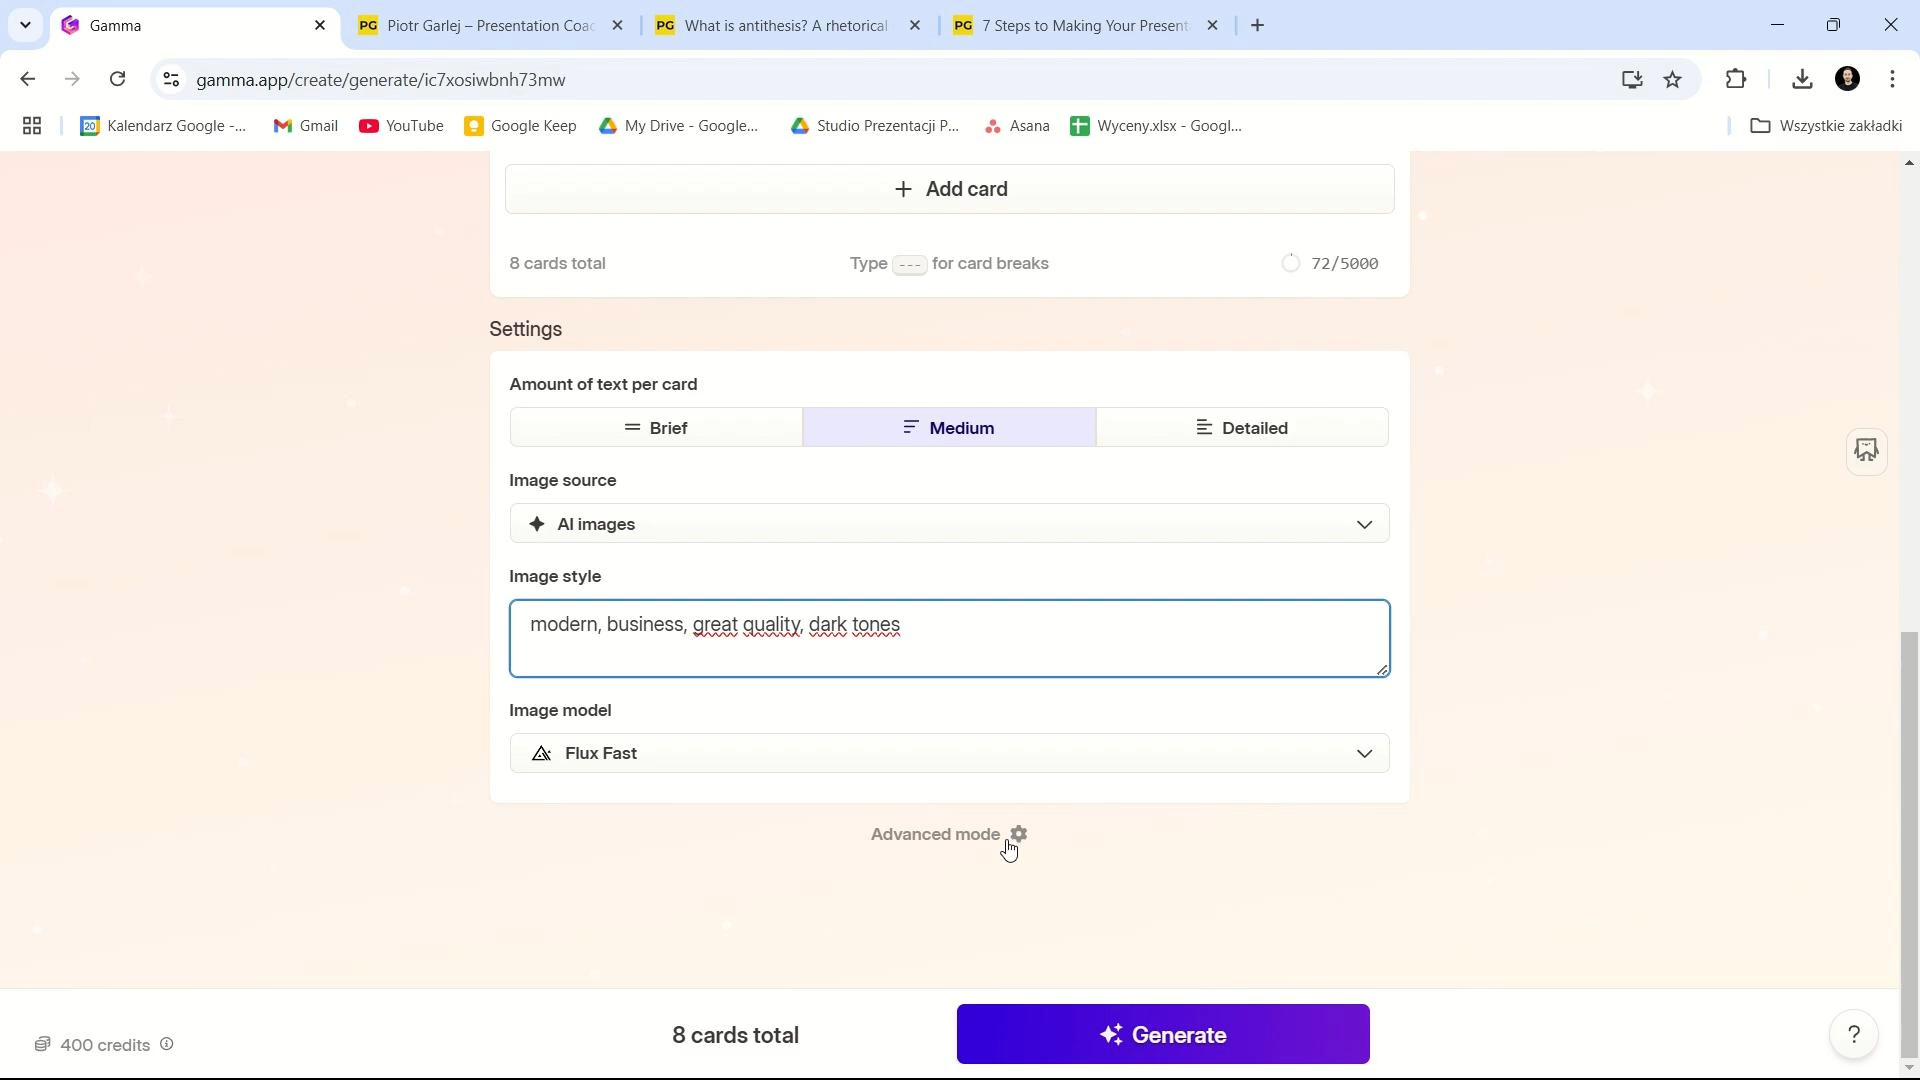 Gamma
Piotr Garlej – Presentation Coac
What is antithesis? A rhetorical
7 Steps to Making Your Present
gamma.app/create/generate/ic7xosiwbnh73mw
Kalendarz Google -...
Gmail
YouTube
Google Keep
My Drive - Google...
Studio Prezentacji P...
Asana
Wyceny.xlsx - Googl...
Wszystkie zakładki
+ Add card
8 cards total
Type --- for card breaks
72/5000
Settings
Amount of text per card
Brief
Medium
Detailed
Image source
AI images
Image style
modern, business, great quality, dark tones
Image model
Flux Fast
Advanced mode
400 credits
8 cards total
Generate
?